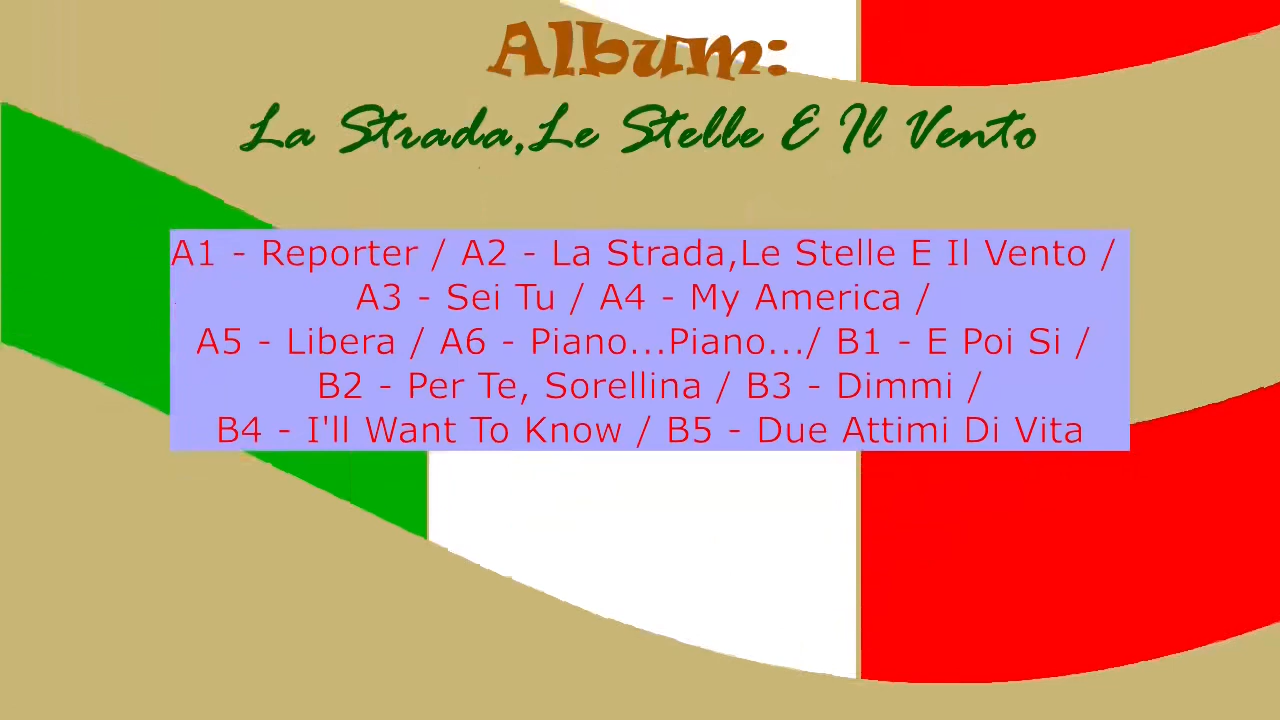 Album:
La Strada,Le Stelle E Il Vento
A1 - Reporter / A2 - La Strada,Le Stelle E Il Vento /
A3 - Sei Tu / A4 - My America /
A5 - Libera / A6 - Piano...Piano.../ B1 - E Poi Si /
B2 - Per Te, Sorellina / B3 - Dimmi /
B4 - I'll Want To Know / B5 - Due Attimi Di Vita